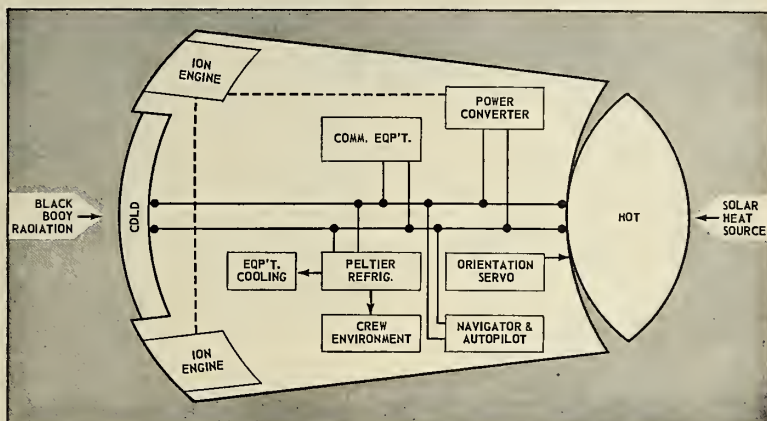 ION
ENGINE
POWER
CONVERTER
COMM. EQP'T.
BLACK
BODY
RADIATION
COLD
HOT
SOLAR
HEAT
SOURCE
EQP'T.
COOLING
PELTIER
REFRIG.
ORIENTATION
SERVO
CREW
ENVIRONMENT
NAVIGATOR &
AUTOPILOT
ION
ENGINE